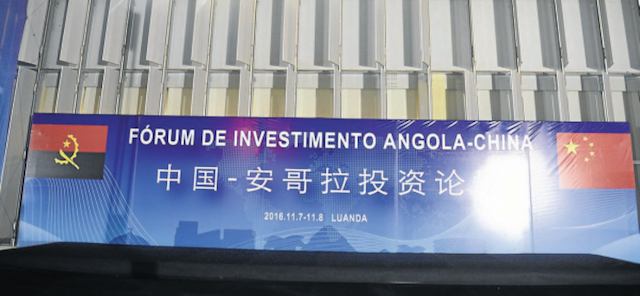 FÓRUM DE INVESTIMENTO ANGOLA-CHINA
中国-安哥拉投资论
2016.11.7-11.8 LUANDA